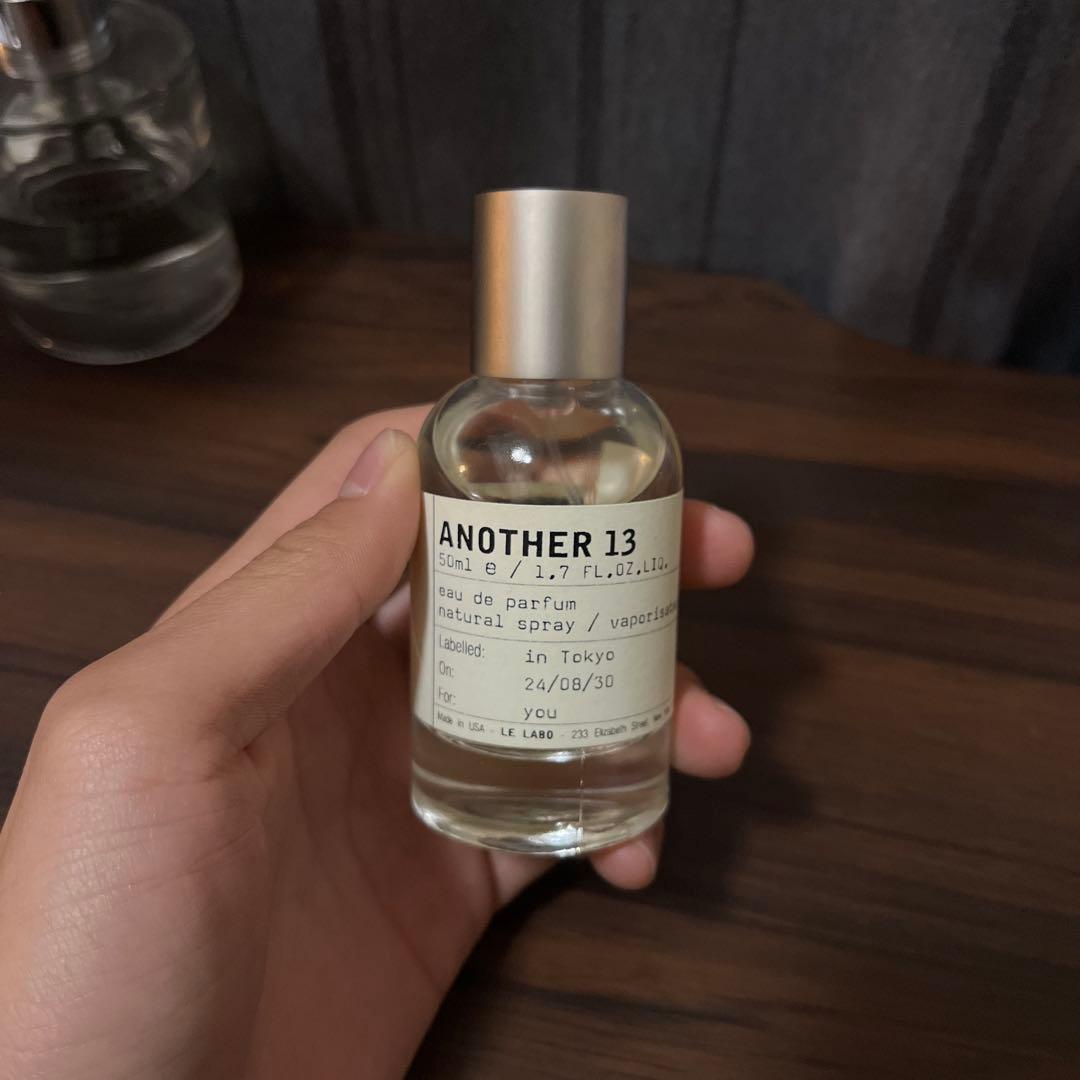 ANOTHER 13
50ml e / 1.7 FL.OZ.LIQ.
eau de parfum
natural spray / 
Labelled: in Tokyo
On: 24/08/30
For: you
Made in USA - LE LABO - 233 Elizabeth Street, New